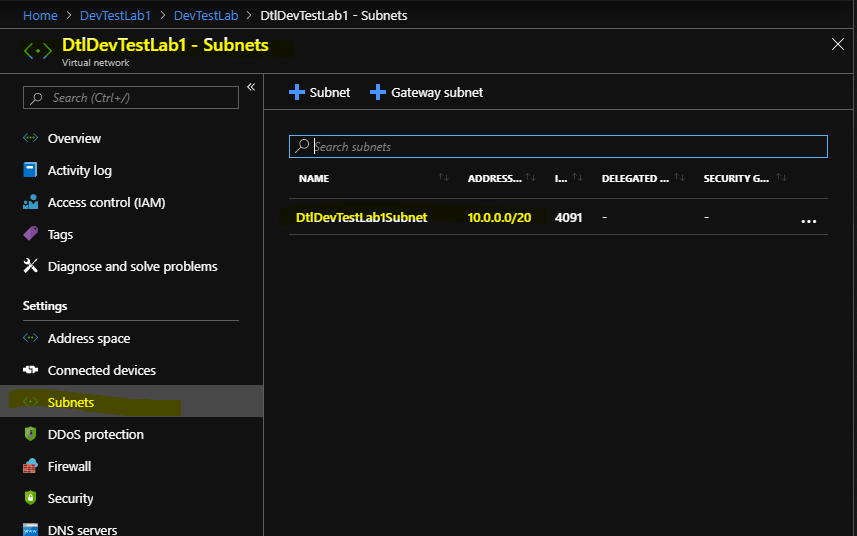 Home > DevTestLab1 > DevTestLab > DtlDevTestLab1 - Subnets
DtlDevTestLab1 - Subnets
Virtual network
Search (Ctrl+/)
Overview
Activity log
Access control (IAM)
Tags
Diagnose and solve problems
Settings
Address space
Connected devices
Subnets
DDoS protection
Firewall
Security
DNS servers
+ Subnet + Gateway subnet
Search subnets
NAME ADDRESS... I... DELEGATED ... SECURITY G...
DtlDevTestLab1Subnet 10.0.0.0/20 4091 - - ...